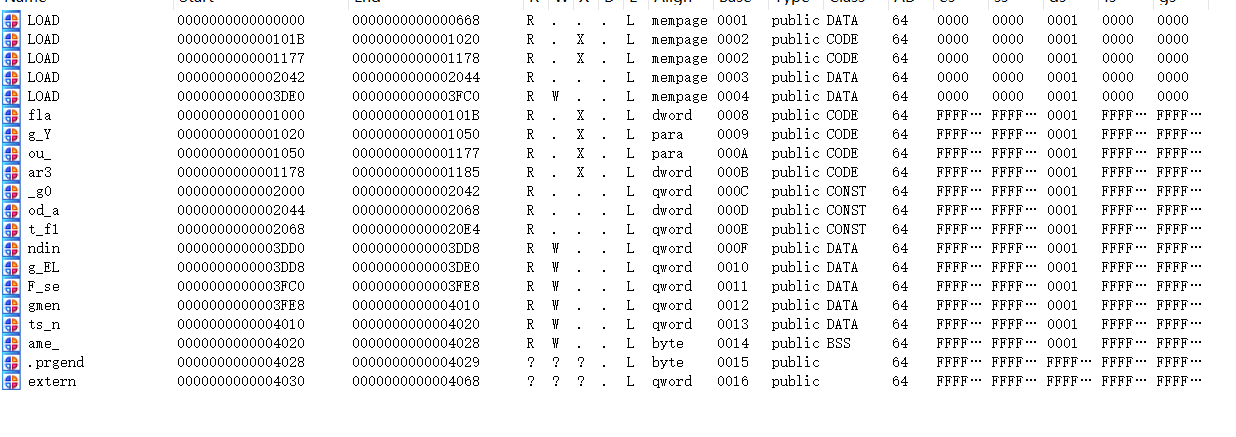 Name Start End R W X D L Align Base Type Class AD es ss ds fs gs
LOAD 0000000000000000 0000000000000668 R . . . L mempage 0001 public DATA 64 0000 0000 0001 0000 0000
LOAD 000000000000101B 0000000000001020 R . X . L mempage 0002 public CODE 64 0000 0000 0001 0000 0000
LOAD 0000000000001177 0000000000001178 R . X . L mempage 0002 public CODE 64 0000 0000 0001 0000 0000
LOAD 0000000000002042 0000000000002044 R . . . L mempage 0003 public DATA 64 0000 0000 0001 0000 0000
LOAD 0000000000003DE0 0000000000003FC0 R W . . L mempage 0004 public DATA 64 0000 0000 0001 0000 0000
fla 0000000000001000 000000000000101B R . X . L dword 0008 public CODE 64 FFFF… FFFF… 0001 FFFF… FFFF…
g_Y 0000000000001020 0000000000001050 R . X . L para 0009 public CODE 64 FFFF… FFFF… 0001 FFFF… FFFF…
ou_ 0000000000001050 0000000000001177 R . X . L para 000A public CODE 64 FFFF… FFFF… 0001 FFFF… FFFF…
ar3 0000000000001178 0000000000001185 R . X . L dword 000B public CODE 64 FFFF… FFFF… 0001 FFFF… FFFF…
_g0 0000000000002000 0000000000002042 R . . . L qword 000C public CONST 64 FFFF… FFFF… 0001 FFFF… FFFF…
od_a 0000000000002044 0000000000002068 R . . . L dword 000D public CONST 64 FFFF… FFFF… 0001 FFFF… FFFF…
t_f1 0000000000002068 00000000000020E4 R . . . L qword 000E public CONST 64 FFFF… FFFF… 0001 FFFF… FFFF…
ndin 0000000000003DD0 0000000000003DD8 R W . . L qword 000F public DATA 64 FFFF… FFFF… 0001 FFFF… FFFF…
g_EL 0000000000003DD8 0000000000003DE0 R W . . L qword 0010 public DATA 64 FFFF… FFFF… 0001 FFFF… FFFF…
F_se 0000000000003FC0 0000000000003FE8 R W . . L qword 0011 public DATA 64 FFFF… FFFF… 0001 FFFF… FFFF…
gmen 0000000000003FE8 0000000000004010 R W . . L qword 0012 public DATA 64 FFFF… FFFF… 0001 FFFF… FFFF…
ts_n 0000000000004010 0000000000004020 R W . . L qword 0013 public DATA 64 FFFF… FFFF… 0001 FFFF… FFFF…
ame_ 0000000000004020 0000000000004028 R W . . L byte 0014 public BSS 64 FFFF… FFFF… 0001 FFFF… FFFF…
.prgend 0000000000004028 0000000000004029 ? ? ? . L byte 0015 public 64 FFFF… FFFF… FFFF… FFFF… FFFF…
extern 0000000000004030 0000000000004068 ? ? ? . L qword 0016 public 64 FFFF… FFFF… FFFF… FFFF… FFFF…